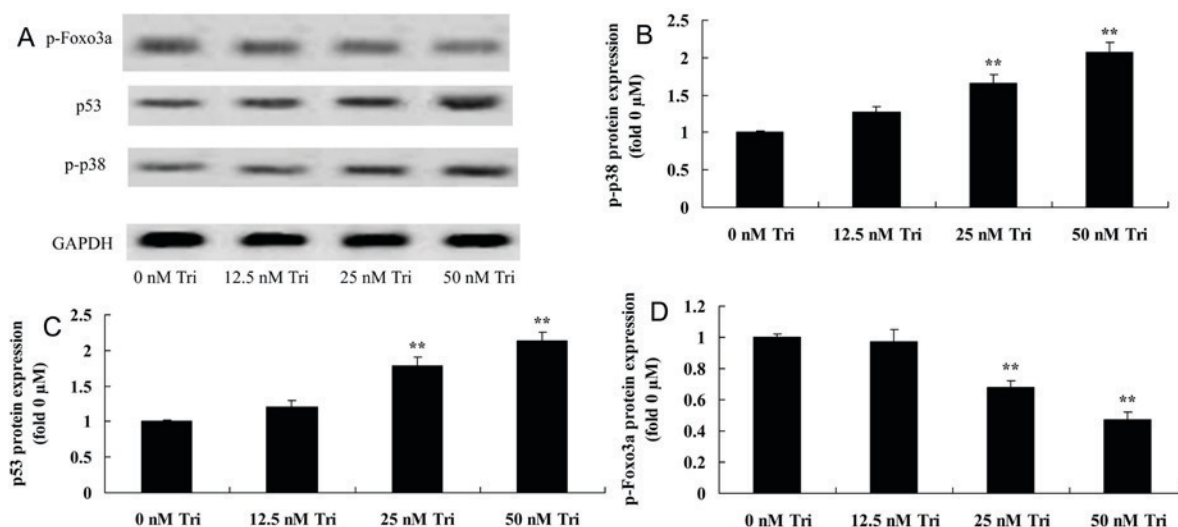 A
p-Foxo3a
p53
p-p38
GAPDH
0 nM Tri 12.5 nM Tri 25 nM Tri 50 nM Tri
B
p-p38 protein expression
(fold 0 μM)
2.5
2
1.5
1
0.5
0
**
**
0 nM Tri 12.5 nM Tri 25 nM Tri 50 nM Tri
C
p53 protein expression
(fold 0 μM)
2.5
2
1.5
1
0.5
0
**
**
0 nM Tri 12.5 nM Tri 25 nM Tri 50 nM Tri
D
p-Foxo3a protein expression
(fold 0 μM)
1.2
1
0.8
0.6
0.4
0.2
0
**
**
0 nM Tri 12.5 nM Tri 25 nM Tri 50 nM Tri